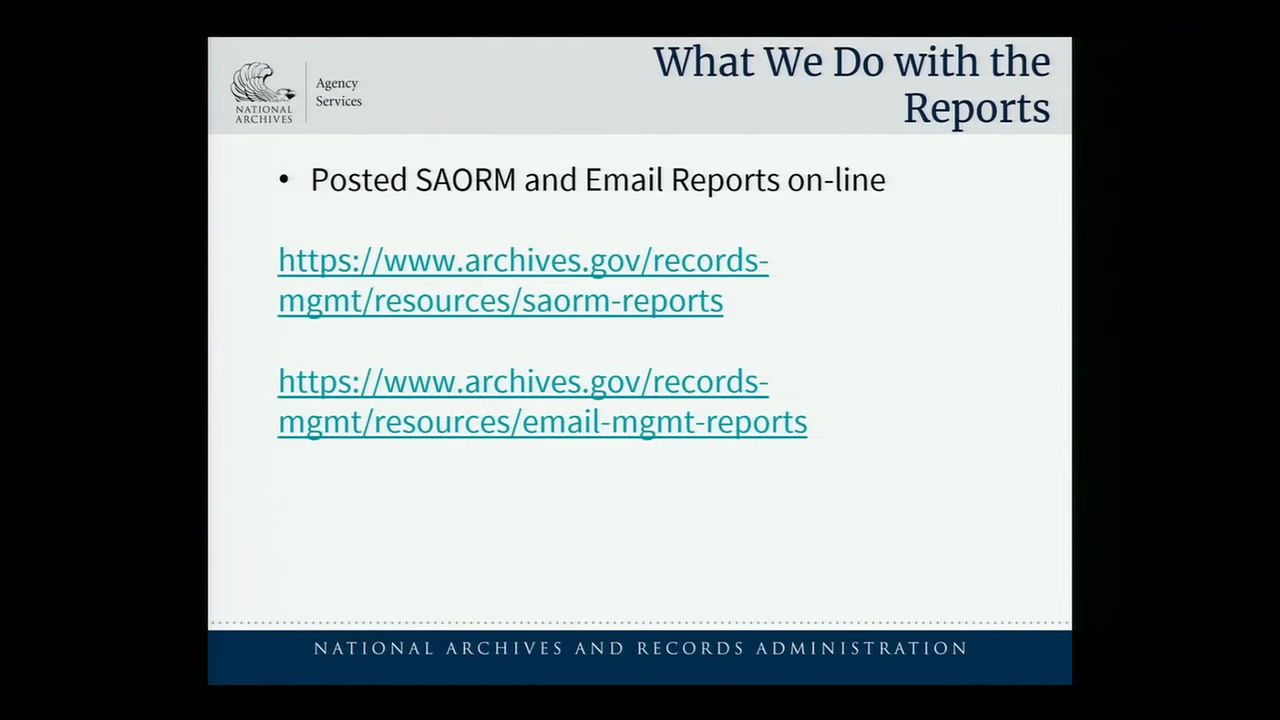 NATIONAL
ARCHIVES
Agency
Services
What We Do with the
Reports
• Posted SAORM and Email Reports on-line
https://www.archives.gov/records-
mgmt/resources/saorm-reports
https://www.archives.gov/records-
mgmt/resources/email-mgmt-reports
NATIONAL ARCHIVES AND RECORDS ADMINISTRATION